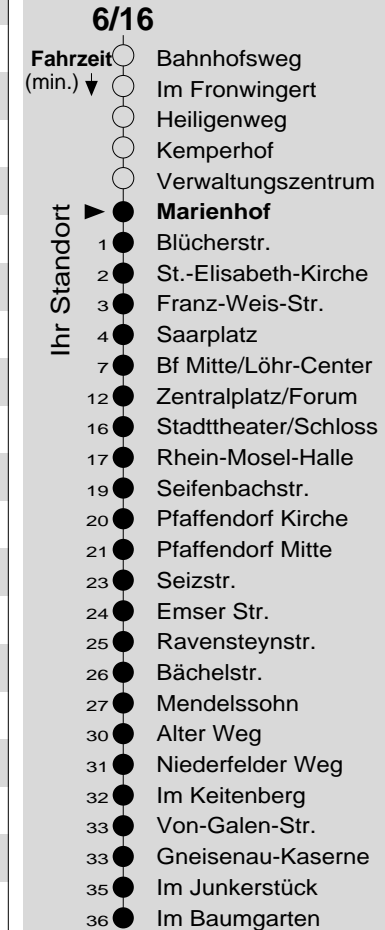 6/16
Fahrzeit Bahnhofsweg
(min.) Im Fronwingert
Heiligenweg
Kemperhof
Verwaltungszentrum
Ihr Standort
Marienhof
1 Blücherstr.
2 St.-Elisabeth-Kirche
3 Franz-Weis-Str.
4 Saarplatz
7 Bf Mitte/Löhr-Center
12 Zentralplatz/Forum
16 Stadttheater/Schloss
17 Rhein-Mosel-Halle
19 Seifenbachstr.
20 Pfaffendorf Kirche
21 Pfaffendorf Mitte
23 Seizstr.
24 Emser Str.
25 Ravensteynstr.
26 Bächelstr.
27 Mendelssohn
30 Alter Weg
31 Niederfelder Weg
32 Im Keitenberg
33 Von-Galen-Str.
33 Gneisenau-Kaserne
35 Im Junkerstück
36 Im Baumgarten